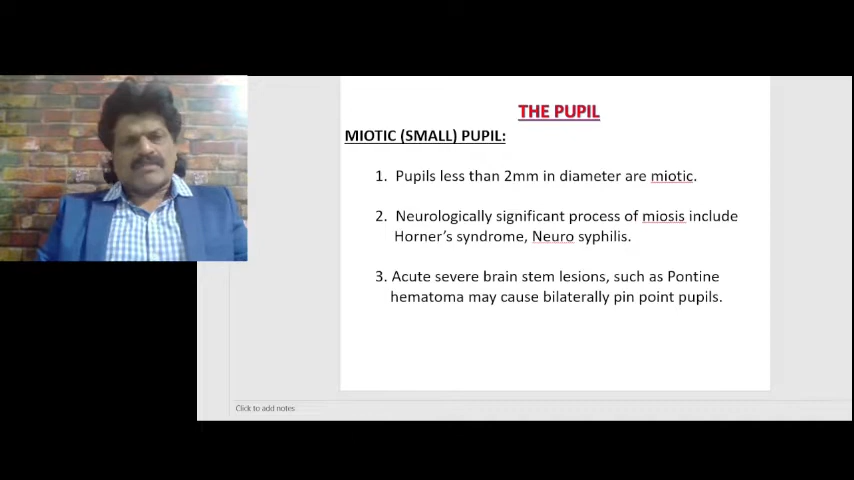 THE PUPIL
MIOTIC (SMALL) PUPIL:
1. Pupils less than 2mm in diameter are miotic.
2. Neurologically significant process of miosis include
Horner's syndrome, Neuro syphilis.
3. Acute severe brain stem lesions, such as Pontine
hematoma may cause bilaterally pin point pupils.
Click to add notes